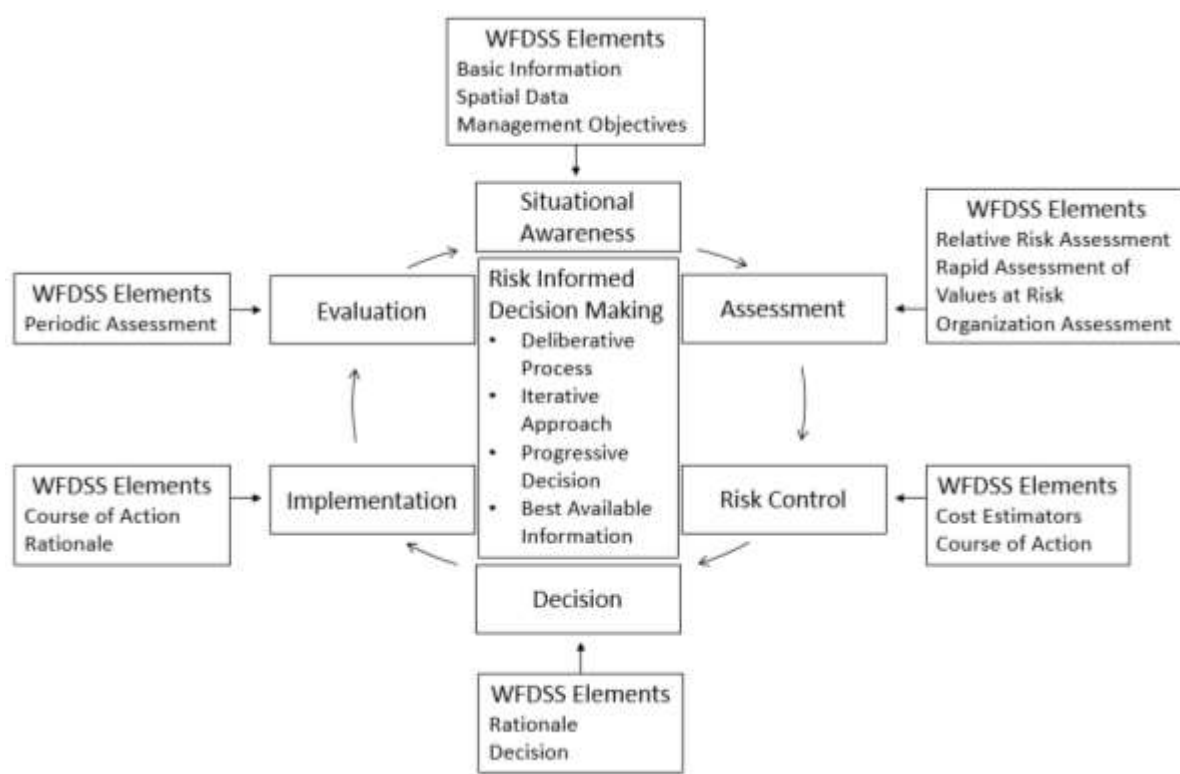 WFDSS Elements
Basic Information
Spatial Data
Management Objectives
Situational
Awareness
WFDSS Elements
Relative Risk Assessment
Rapid Assessment of
Values at Risk
Organization Assessment
WFDSS Elements
Periodic Assessment
Evaluation
Risk Informed
Decision Making
• Deliberative
Process
• Iterative
Approach
• Progressive
Decision
• Best Available
Information
Assessment
WFDSS Elements
Course of Action
Rationale
Implementation
Risk Control
WFDSS Elements
Cost Estimators
Course of Action
Decision
WFDSS Elements
Rationale
Decision